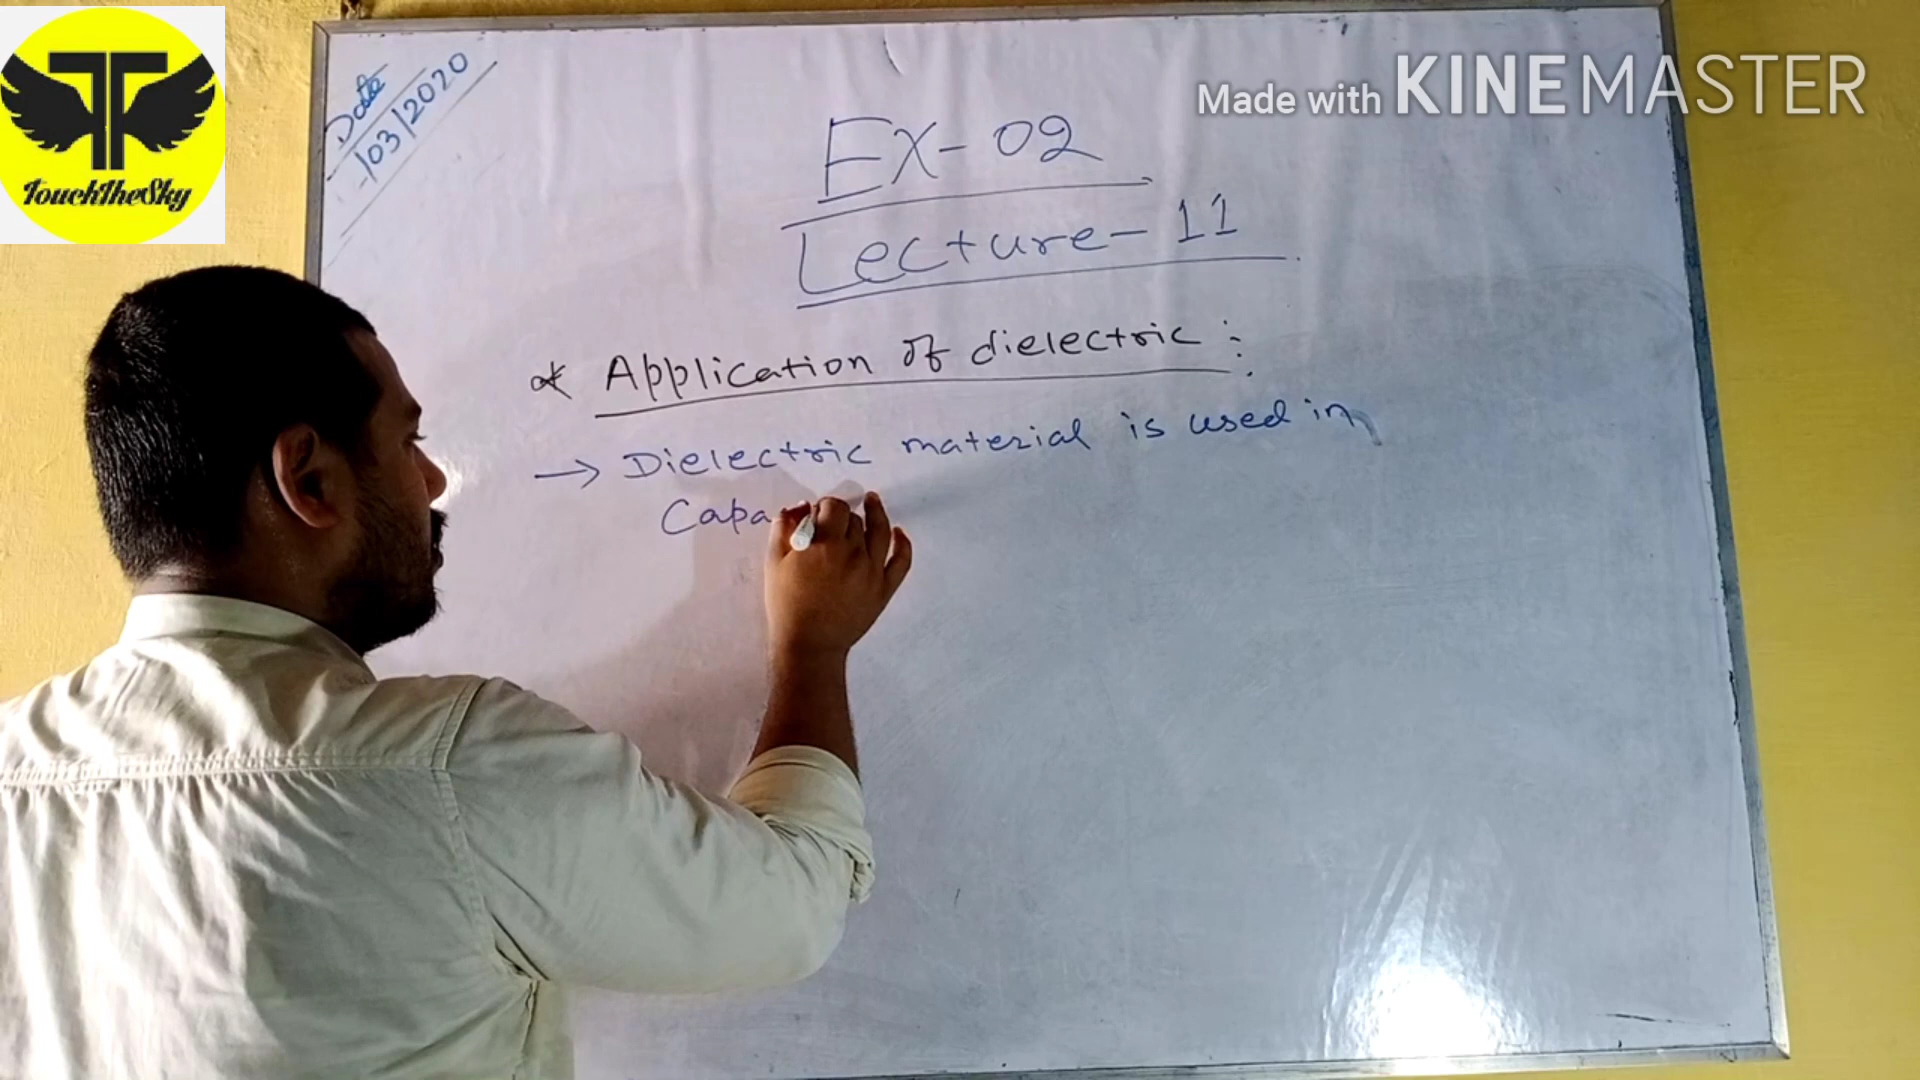 TouchTheSky
Date
-/03/2020
Made with KINEMASTER
EX-02
Lecture-11
* Application of dielectric :
→ Dielectric material is used in
Capa